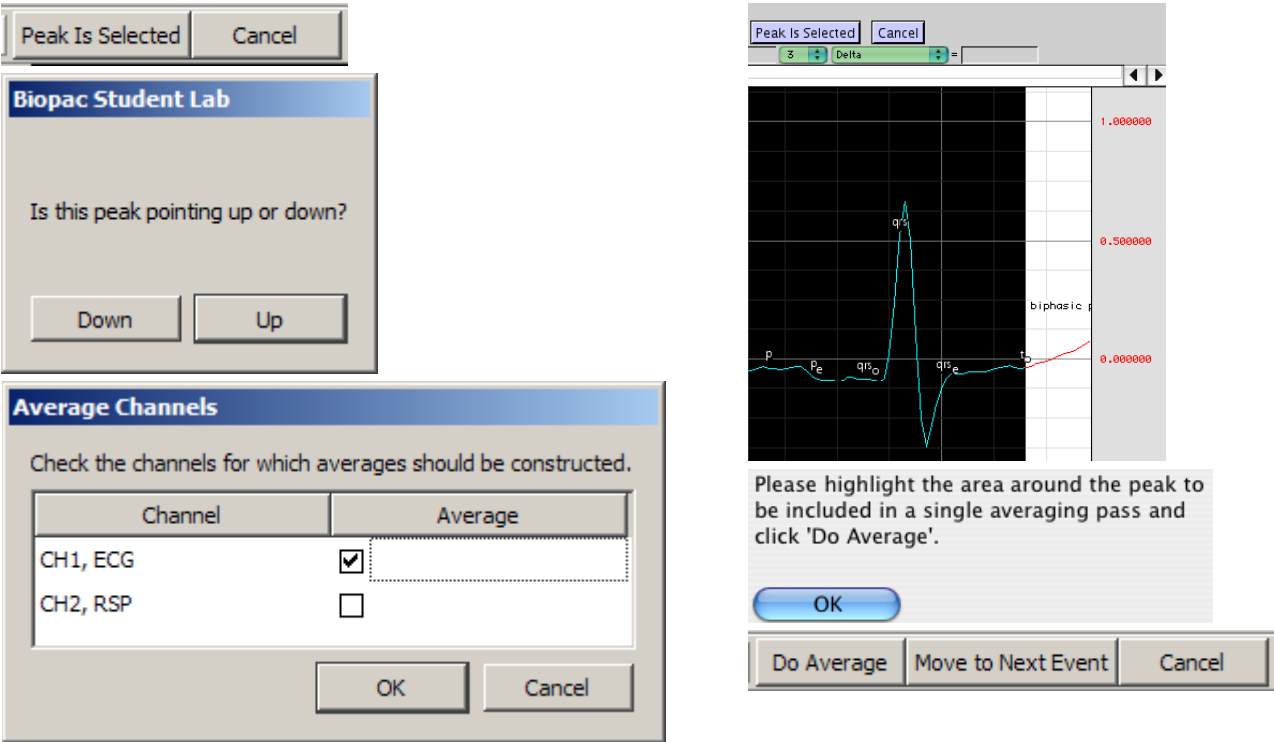 Peak Is Selected Cancel
Biopac Student Lab
Is this peak pointing up or down?
Down Up
Average Channels
Check the channels for which averages should be constructed.
Channel Average
CH1, ECG
CH2, RSP
OK Cancel
Peak Is Selected Cancel
3 Delta =
1.000000
qrs
0.500000
biphasic
p pe qrso qrse to 0.000000
Please highlight the area around the peak to
be included in a single averaging pass and
click 'Do Average'.
OK
Do Average Move to Next Event Cancel